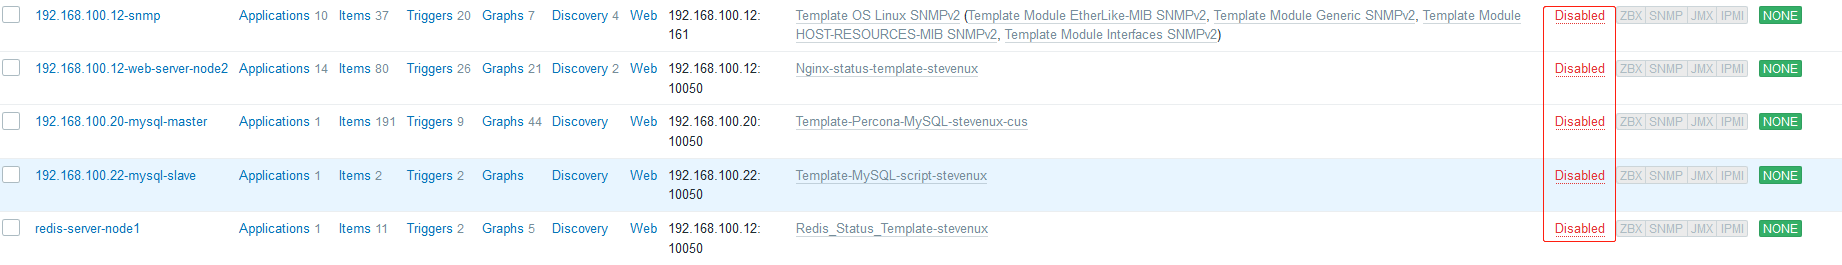 192.168.100.12-snmp Applications 10 Items 37 Triggers 20 Graphs 7 Discovery 4 Web 192.168.100.12: Template OS Linux SNMPv2 (Template Module EtherLike-MIB SNMPv2, Template Module Generic SNMPv2, Template Module Disabled ZBX SNMP JMX IPMI NONE
161 HOST-RESOURCES-MIB SNMPv2, Template Module Interfaces SNMPv2)
192.168.100.12-web-server-node2 Applications 14 Items 80 Triggers 26 Graphs 21 Discovery 2 Web 192.168.100.12: Nginx-status-template-stevenux Disabled ZBX SNMP JMX IPMI NONE
10050
192.168.100.20-mysql-master Applications 1 Items 191 Triggers 9 Graphs 44 Discovery Web 192.168.100.20: Template-Percona-MySQL-stevenux-cus Disabled ZBX SNMP JMX IPMI NONE
10050
192.168.100.22-mysql-slave Applications 1 Items 2 Triggers 2 Graphs Discovery Web 192.168.100.22: Template-MySQL-script-stevenux Disabled ZBX SNMP JMX IPMI NONE
10050
redis-server-node1 Applications 1 Items 11 Triggers 2 Graphs 5 Discovery Web 192.168.100.12: Redis_Status_Template-stevenux Disabled ZBX SNMP JMX IPMI NONE
10050